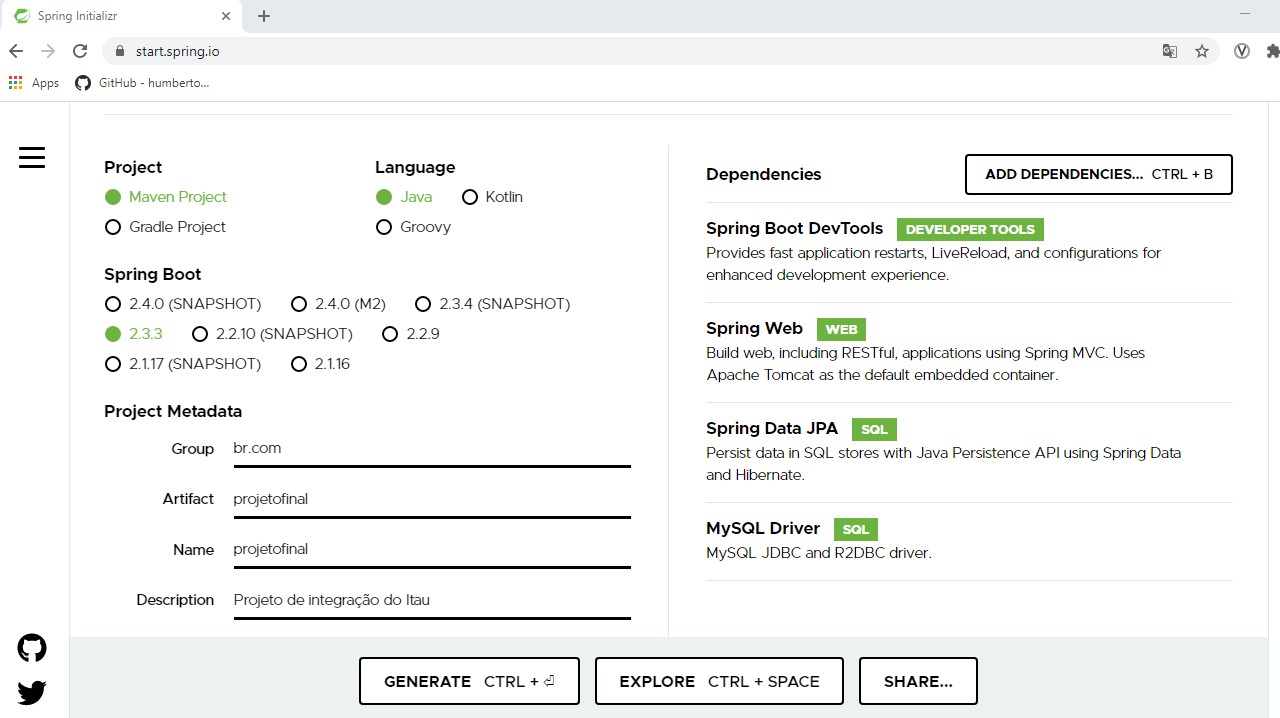 Spring Initializr
start.spring.io
Apps
GitHub - humberto...
Project
Maven Project
Gradle Project
Language
Java
Kotlin
Groovy
Spring Boot
2.4.0 (SNAPSHOT)
2.4.0 (M2)
2.3.4 (SNAPSHOT)
2.3.3
2.2.10 (SNAPSHOT)
2.2.9
2.1.17 (SNAPSHOT)
2.1.16
Project Metadata
Group br.com
Artifact projetofinal
Name projetofinal
Description Projeto de integração do Itau
Dependencies
ADD DEPENDENCIES... CTRL + B
Spring Boot DevTools DEVELOPER TOOLS
Provides fast application restarts, LiveReload, and configurations for
enhanced development experience.
Spring Web WEB
Build web, including RESTful, applications using Spring MVC. Uses
Apache Tomcat as the default embedded container.
Spring Data JPA SQL
Persist data in SQL stores with Java Persistence API using Spring Data
and Hibernate.
MySQL Driver SQL
MySQL JDBC and R2DBC driver.
GENERATE CTRL + ⏎
EXPLORE CTRL + SPACE
SHARE...